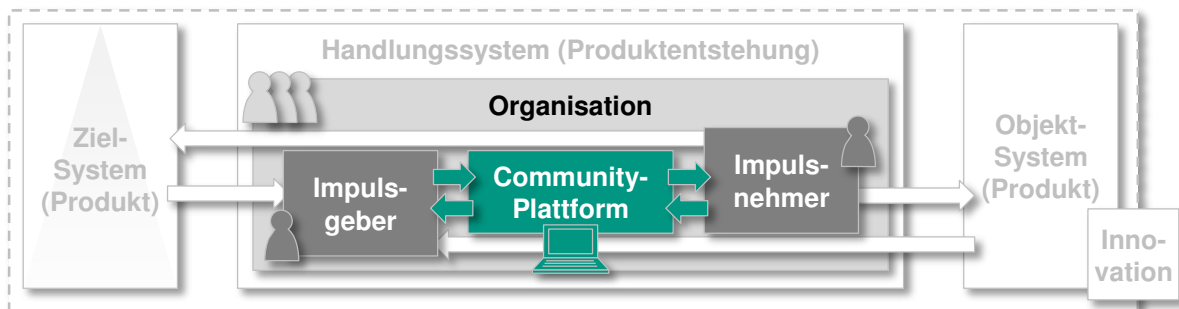 Handlungssystem (Produktentstehung)
Organisation
Ziel-
System
(Produkt)
Impuls-
geber
Community-
Plattform
Impuls-
nehmer
Objekt-
System
(Produkt)
Inno-
vation